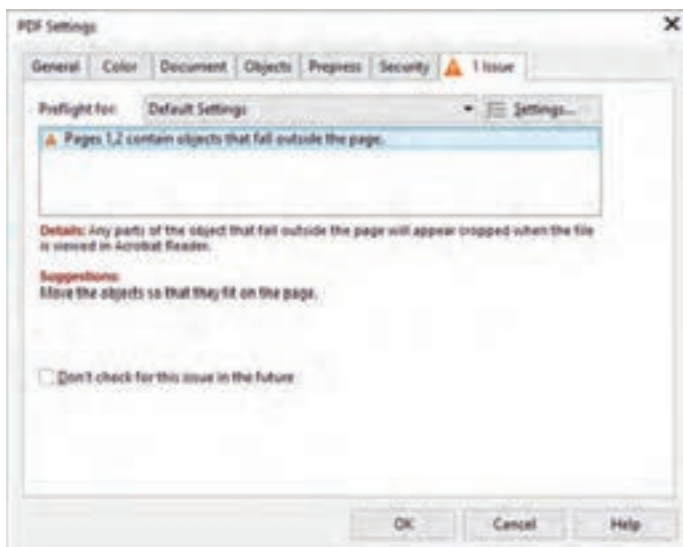 PDF Settings
General Color Document Objects Prepress Security 1 Issue
Preflight for: Default Settings Settings...
Pages 1,2 contain objects that fall outside the page.
Details: Any parts of the object that fall outside the page will appear cropped when the file
is viewed in Acrobat Reader.
Suggestions:
Move the objects so that they fit on the page.
Don't check for this issue in the future
OK Cancel Help